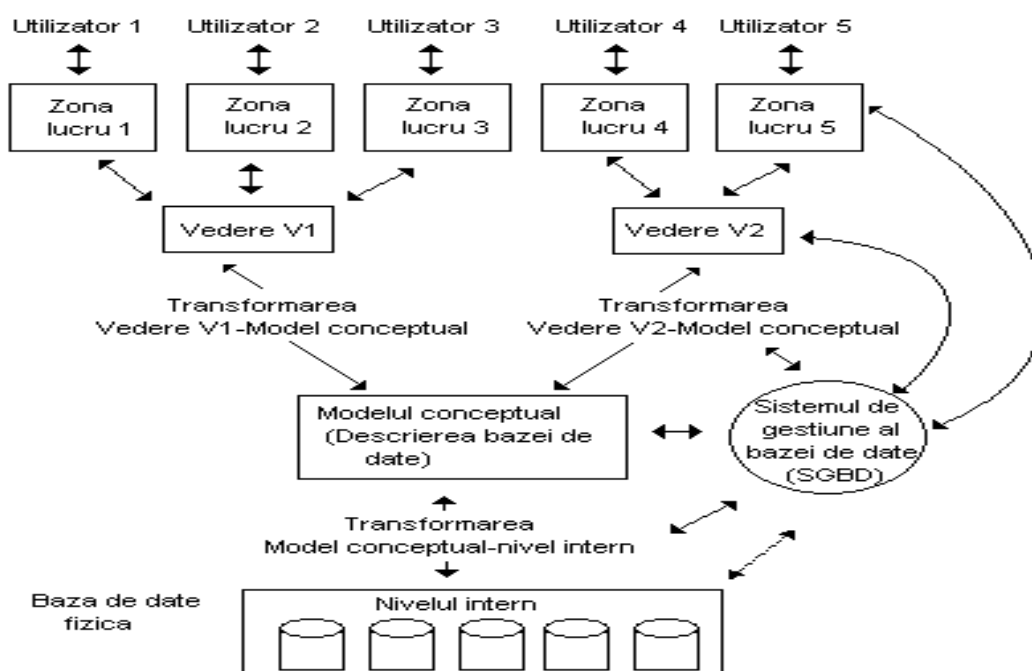 Utilizator 1 Utilizator 2 Utilizator 3 Utilizator 4 Utilizator 5
Zona
lucru 1
Zona
lucru 2
Zona
lucru 3
Zona
lucru 4
Zona
lucru 5
Vedere V1
Vedere V2
Transformarea
Vedere V1-Model conceptual
Transformarea
Vedere V2-Model conceptual
Modelul conceptual
(Descrierea bazei de
date)
Sistemul de
gestiune al
bazei de date
(SGBD)
Transformarea
Model conceptual-nivel intern
Baza de date
fizica
Nivelul intern